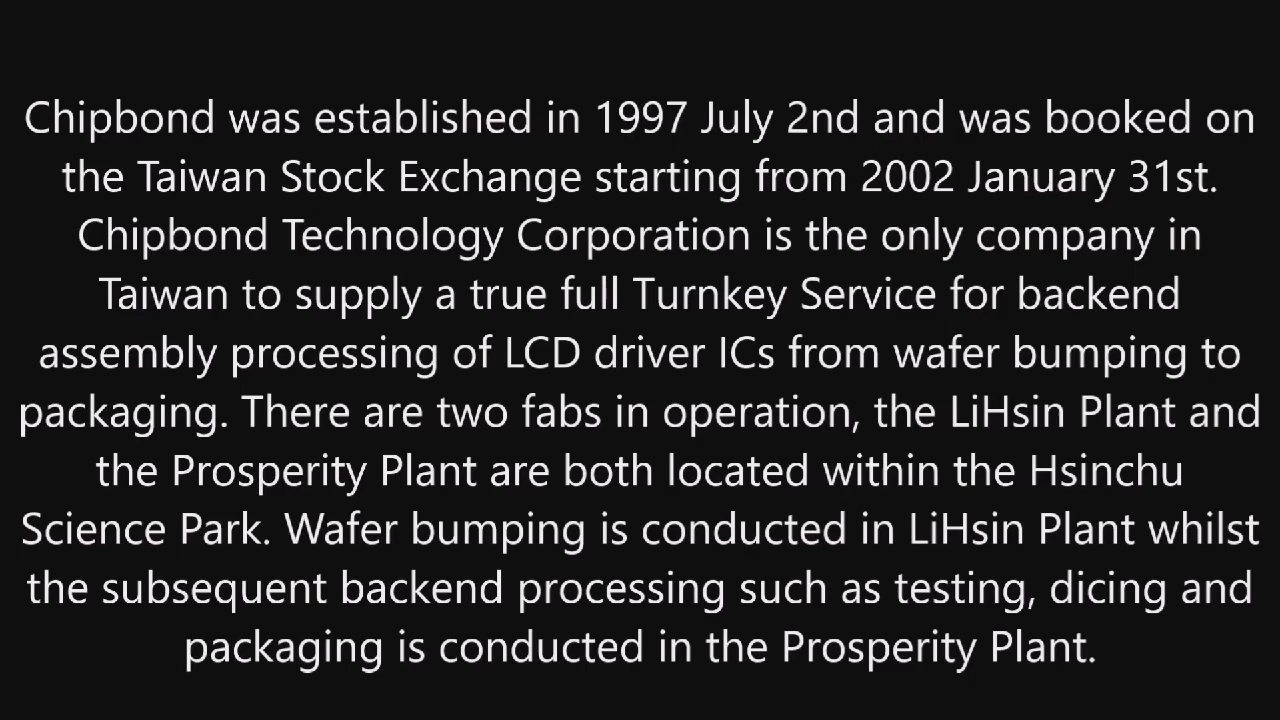 Chipbond was established in 1997 July 2nd and was booked on
the Taiwan Stock Exchange starting from 2002 January 31st.
Chipbond Technology Corporation is the only company in
Taiwan to supply a true full Turnkey Service for backend
assembly processing of LCD driver ICs from wafer bumping to
packaging. There are two fabs in operation, the LiHsin Plant and
the Prosperity Plant are both located within the Hsinchu
Science Park. Wafer bumping is conducted in LiHsin Plant whilst
the subsequent backend processing such as testing, dicing and
packaging is conducted in the Prosperity Plant.